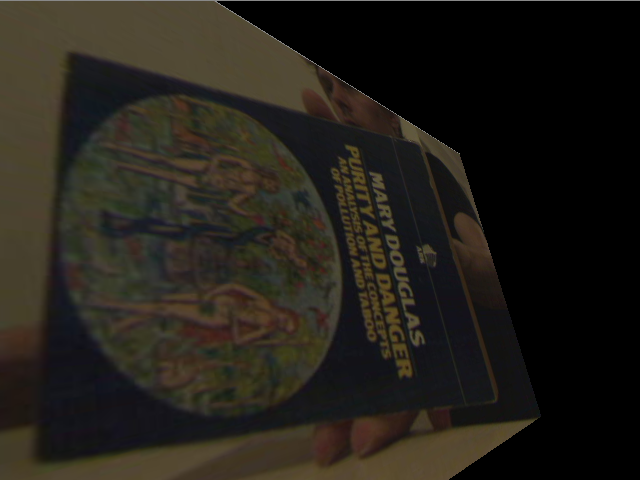 MARY DOUGLAS
PURITY AND DANGER
AN ANALYSIS OF THE CONCEPTS
OF POLLUTION AND TABOO